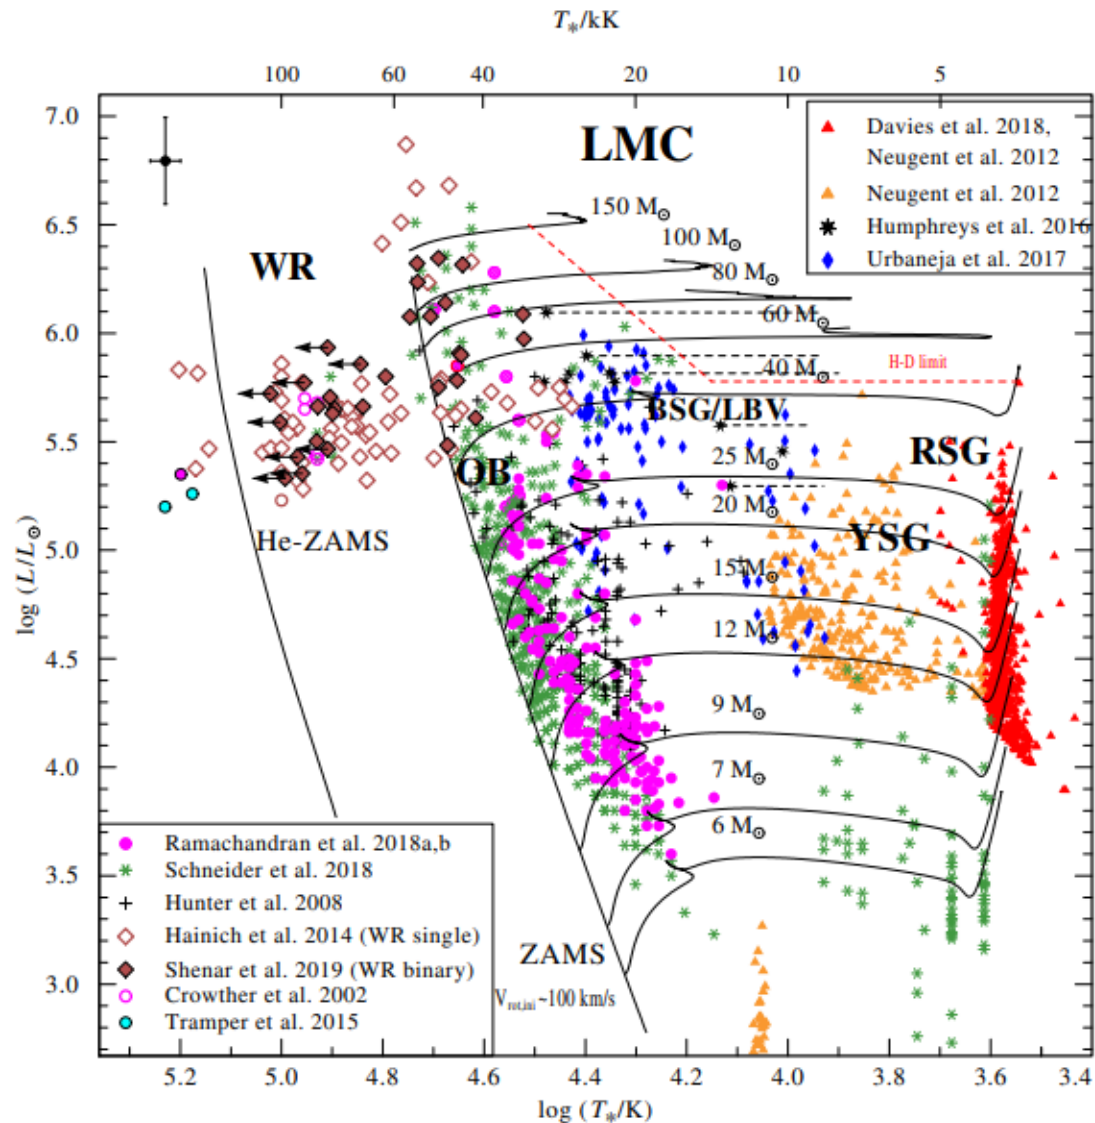 T*/kK
100 60 40 20 10 5
7.0
6.5
6.0
5.5
5.0
4.5
4.0
3.5
3.0
log (L/L⊙)
LMC
WR
OB
BSG/LBV
YSG
RSG
He-ZAMS
ZAMS
Vrot,ini ~100 km/s
H-D limit
150 M⊙
100 M⊙
80 M⊙
60 M⊙
40 M⊙
25 M⊙
20 M⊙
15 M⊙
12 M⊙
9 M⊙
7 M⊙
6 M⊙
Davies et al. 2018,
Neugent et al. 2012
Neugent et al. 2012
Humphreys et al. 2016
Urbaneja et al. 2017
Ramachandran et al. 2018a,b
Schneider et al. 2018
Hunter et al. 2008
Hainich et al. 2014 (WR single)
Shenar et al. 2019 (WR binary)
Crowther et al. 2002
Tramper et al. 2015
5.2 5.0 4.8 4.6 4.4 4.2 4.0 3.8 3.6 3.4
log (T*/K)